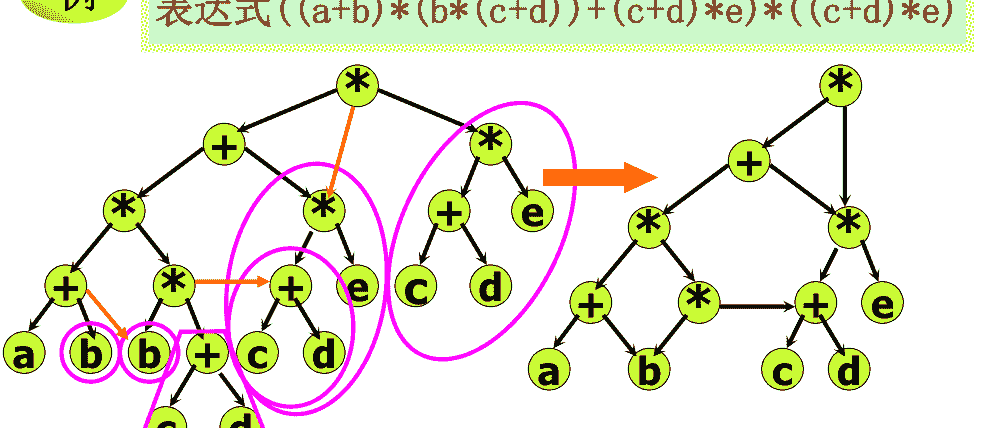 例
表达式((a+b)*(b*(c+d))+(c+d)*e)*((c+d)*e)
* *
+ * +
* * + e * *
+ * + e c d + * + e
a b b + c d a b c d
c d